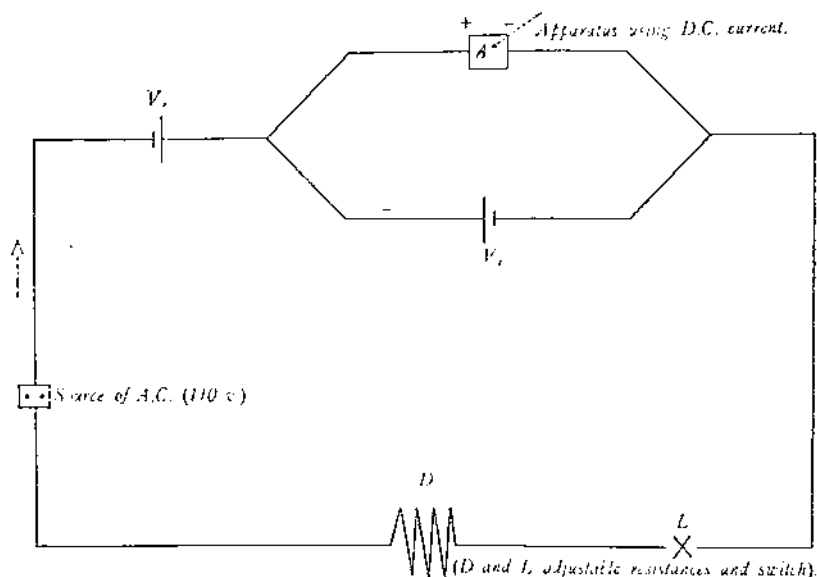 + -
A
Apparatus using D.C. current.
V,
-
V,
Source of A.C. (110 v)
D
L
(D and L adjustable resistances and switch).